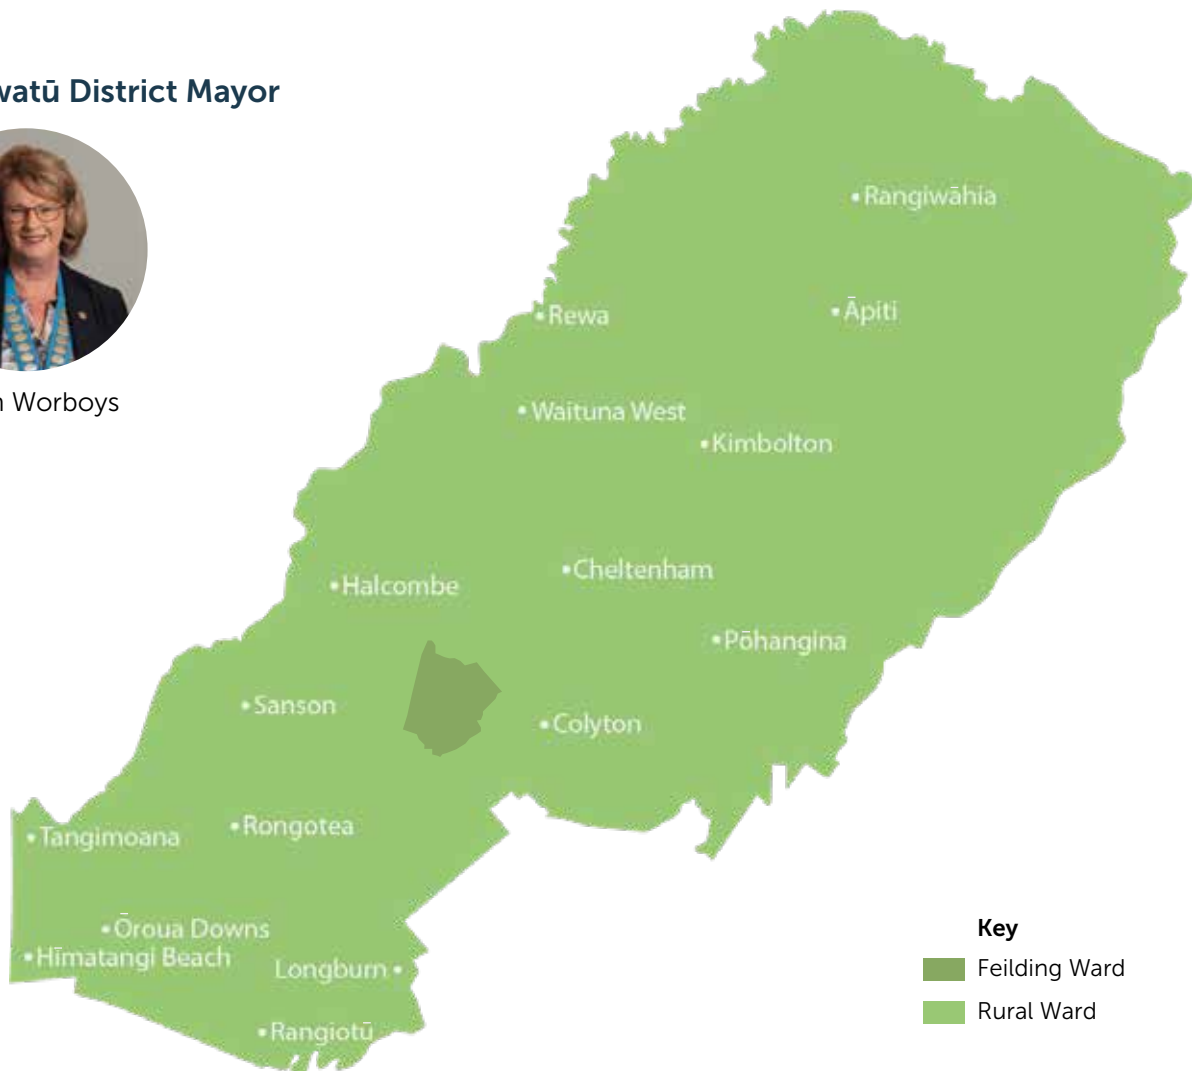 District Mayor
Worboys
Rangiwāhia
Rewa
Āpiti
Waituna West
Kimbolton
Cheltenham
Halcombe
Pōhangina
Sanson
Colyton
Tangimoana
Rongotea
Ōroua Downs
Hīmatangi Beach
Longburn
Rangiotū
Key
Feilding Ward
Rural Ward